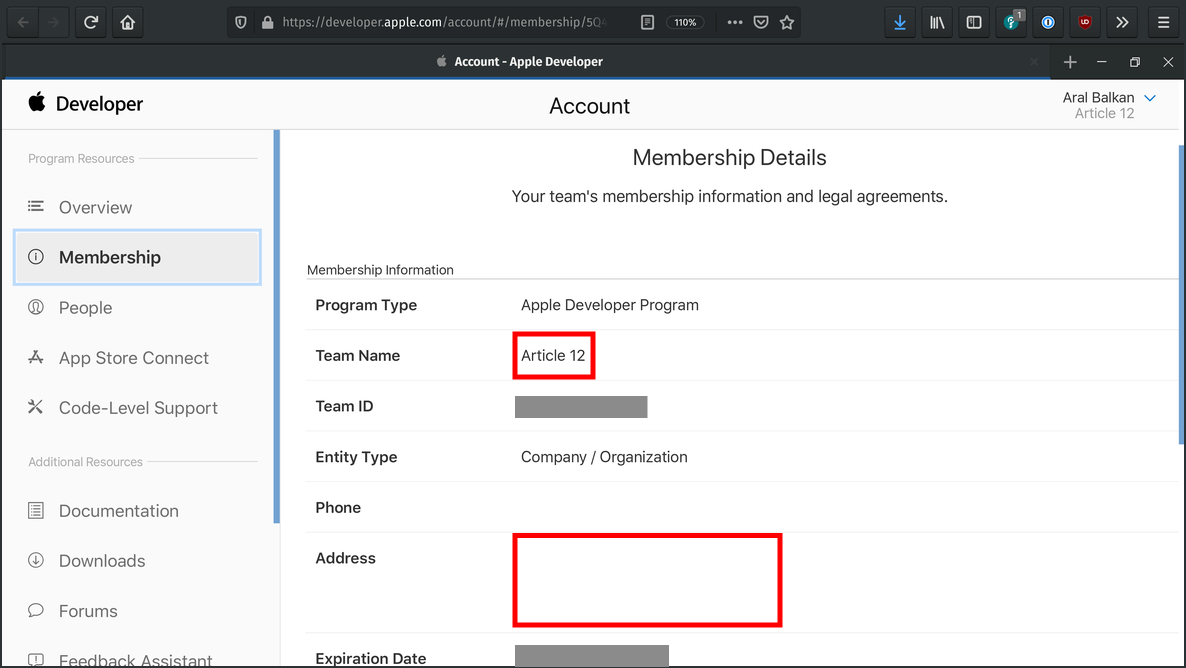 https://developer.apple.com/account/#/membership/5Q4
110%
1
Account - Apple Developer
Developer
Account
Aral Balkan
Article 12
Program Resources
Overview
Membership
People
App Store Connect
Code-Level Support
Additional Resources
Documentation
Downloads
Forums
Feedback Assistant
Membership Details
Your team's membership information and legal agreements.
Membership Information
Program Type Apple Developer Program
Team Name Article 12
Team ID
Entity Type Company / Organization
Phone
Address
Expiration Date